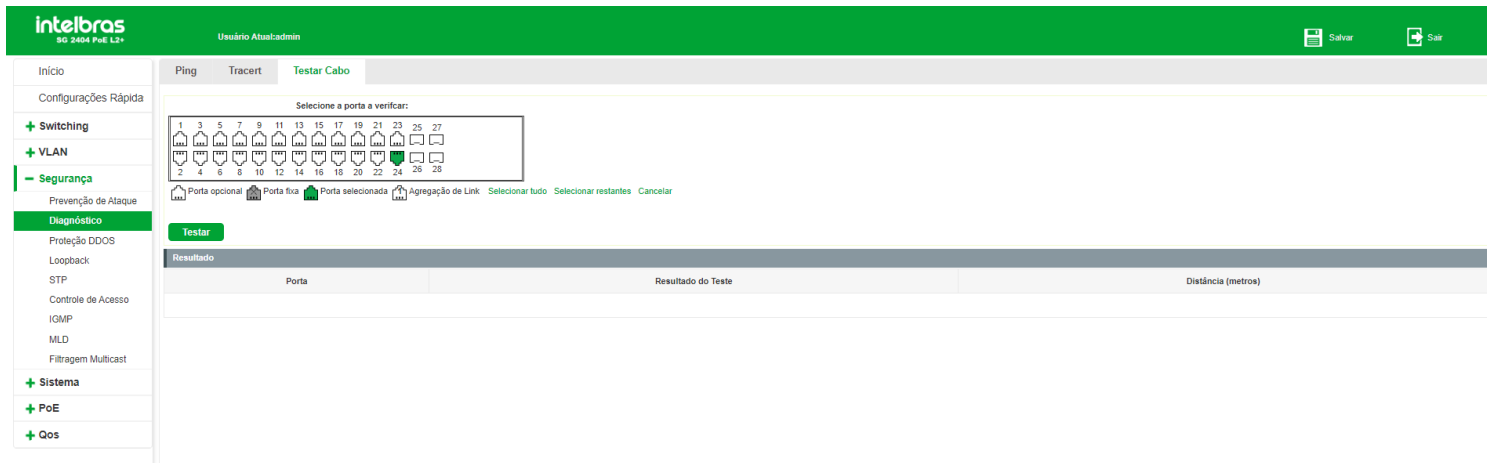 intelbras
SG 2404 PoE L2+
Usuário Atual:admin
Salvar
Sair
Início
Configurações Rápida
+ Switching
+ VLAN
− Segurança
Prevenção de Ataque
Diagnóstico
Proteção DDOS
Loopback
STP
Controle de Acesso
IGMP
MLD
Filtragem Multicast
+ Sistema
+ PoE
+ Qos
Ping Tracert Testar Cabo
Selecione a porta a verifcar:
1 3 5 7 9 11 13 15 17 19 21 23 25 27
2 4 6 8 10 12 14 16 18 20 22 24 26 28
Porta opcional Porta fixa Porta selecionada Agregação de Link Selecionar tudo Selecionar restantes Cancelar
Testar
Resultado
Porta Resultado do Teste Distância (metros)